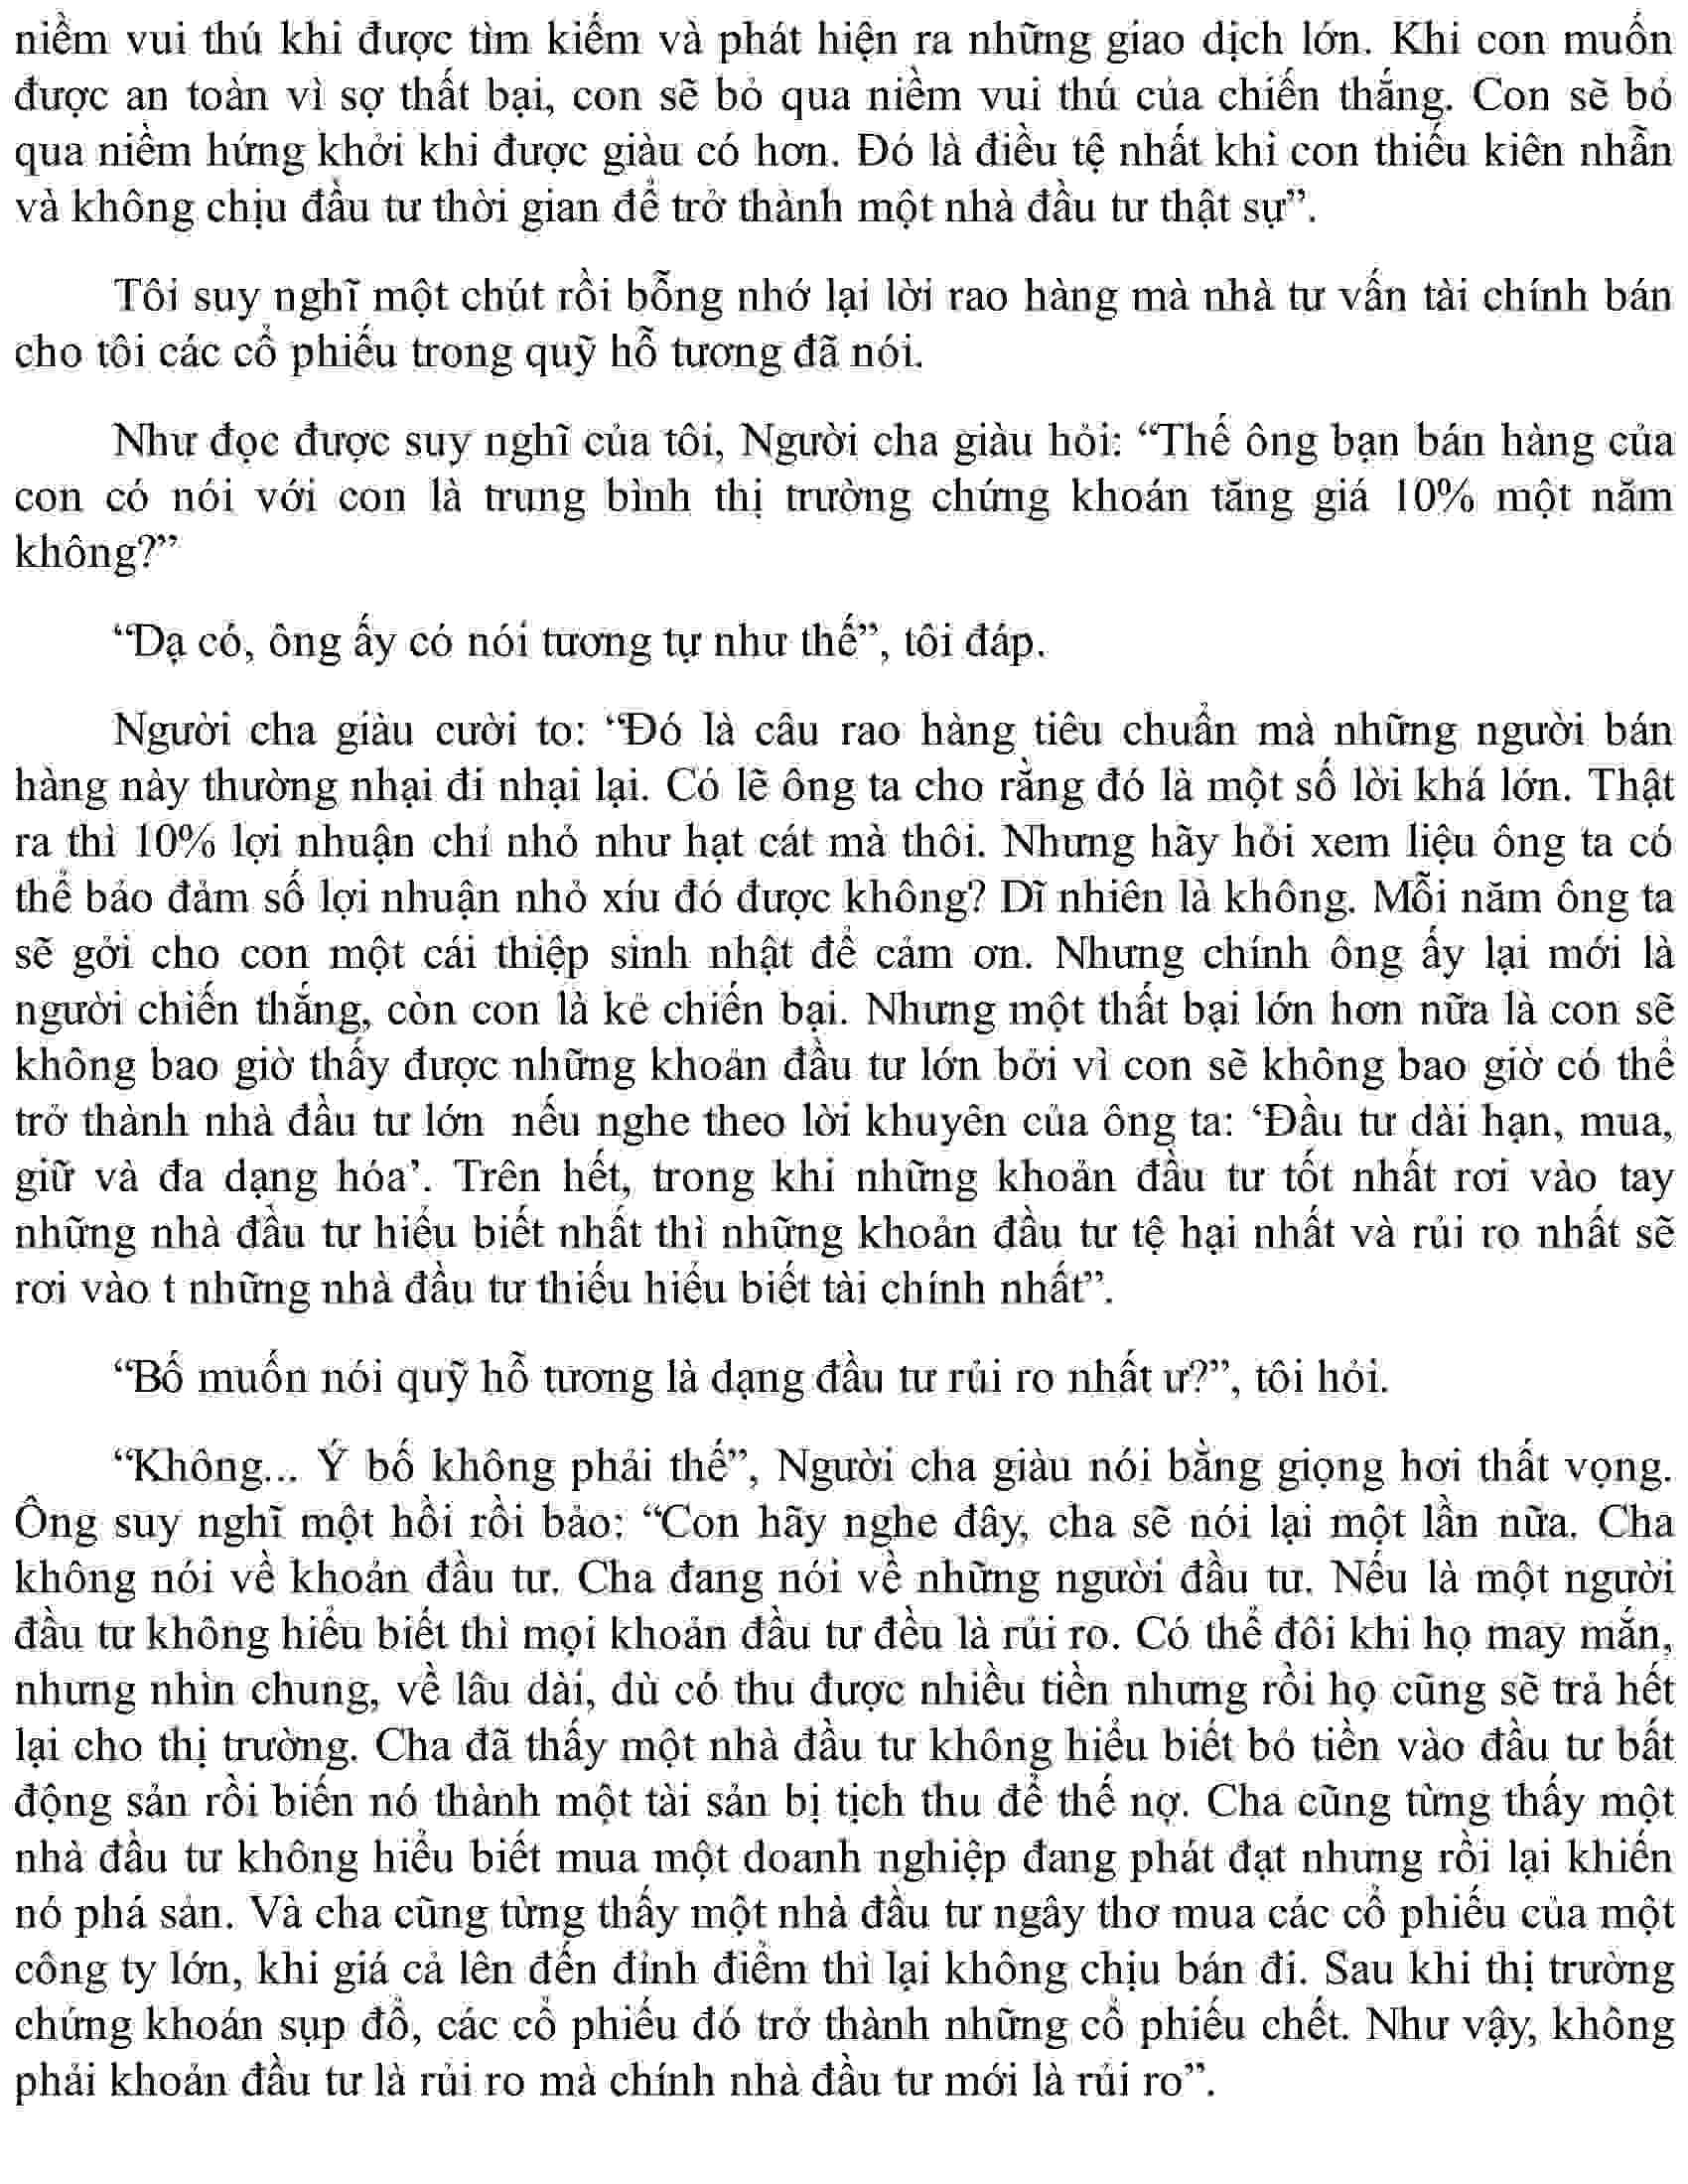 niềm vui thú khi được tìm kiếm và phát hiện ra những giao dịch lớn. Khi con muốn
được an toàn vì sợ thất bại, con sẽ bỏ qua niềm vui thú của chiến thắng. Con sẽ bỏ
qua niềm hứng khởi khi được giàu có hơn. Đó là điều tệ nhất khi con thiếu kiên nhẫn
và không chịu đầu tư thời gian để trở thành một nhà đầu tư thật sự”.
Tôi suy nghĩ một chút rồi bỗng nhớ lại lời rao hàng mà nhà tư vấn tài chính bán
cho tôi các cổ phiếu trong quỹ hỗ tương đã nói.
Như đọc được suy nghĩ của tôi, Người cha giàu hỏi: “Thế ông bạn bán hàng của
con có nói với con là trung bình thị trường chứng khoán tăng giá 10% một năm
không?”
“Dạ có, ông ấy có nói tương tự như thế”, tôi đáp.
Người cha giàu cười to: “Đó là câu rao hàng tiêu chuẩn mà những người bán
hàng này thường nhại đi nhại lại. Có lẽ ông ta cho rằng đó là một số lời khá lớn. Thật
ra thì 10% lợi nhuận chỉ nhỏ như hạt cát mà thôi. Nhưng hãy hỏi xem liệu ông ta có
thể bảo đảm số lợi nhuận nhỏ xíu đó được không? Dĩ nhiên là không. Mỗi năm ông ta
sẽ gởi cho con một cái thiệp sinh nhật để cảm ơn. Nhưng chính ông ấy lại mới là
người chiến thắng, còn con là kẻ chiến bại. Nhưng một thất bại lớn hơn nữa là con sẽ
không bao giờ thấy được những khoản đầu tư lớn bởi vì con sẽ không bao giờ có thể
trở thành nhà đầu tư lớn nếu nghe theo lời khuyên của ông ta: ‘Đầu tư dài hạn, mua,
giữ và đa dạng hóa’. Trên hết, trong khi những khoản đầu tư tốt nhất rơi vào tay
những nhà đầu tư hiểu biết nhất thì những khoản đầu tư tệ hại nhất và rủi ro nhất sẽ
rơi vào t những nhà đầu tư thiếu hiểu biết tài chính nhất”.
“Bố muốn nói quỹ hỗ tương là dạng đầu tư rủi ro nhất ư?”, tôi hỏi.
“Không... Ý bố không phải thế”, Người cha giàu nói bằng giọng hơi thất vọng.
Ông suy nghĩ một hồi rồi bảo: “Con hãy nghe đây, cha sẽ nói lại một lần nữa. Cha
không nói về khoản đầu tư. Cha đang nói về những người đầu tư. Nếu là một người
đầu tư không hiểu biết thì mọi khoản đầu tư đều là rủi ro. Có thể đôi khi họ may mắn,
nhưng nhìn chung, về lâu dài, dù có thu được nhiều tiền nhưng rồi họ cũng sẽ trả hết
lại cho thị trường. Cha đã thấy một nhà đầu tư không hiểu biết bỏ tiền vào đầu tư bất
động sản rồi biến nó thành một tài sản bị tịch thu để thế nợ. Cha cũng từng thấy một
nhà đầu tư không hiểu biết mua một doanh nghiệp đang phát đạt nhưng rồi lại khiến
nó phá sản. Và cha cũng từng thấy một nhà đầu tư ngây thơ mua các cổ phiếu của một
công ty lớn, khi giá cả lên đến đỉnh điểm thì lại không chịu bán đi. Sau khi thị trường
chứng khoán sụp đổ, các cổ phiếu đó trở thành những cổ phiếu chết. Như vậy, không
phải khoản đầu tư là rủi ro mà chính nhà đầu tư mới là rủi ro”.